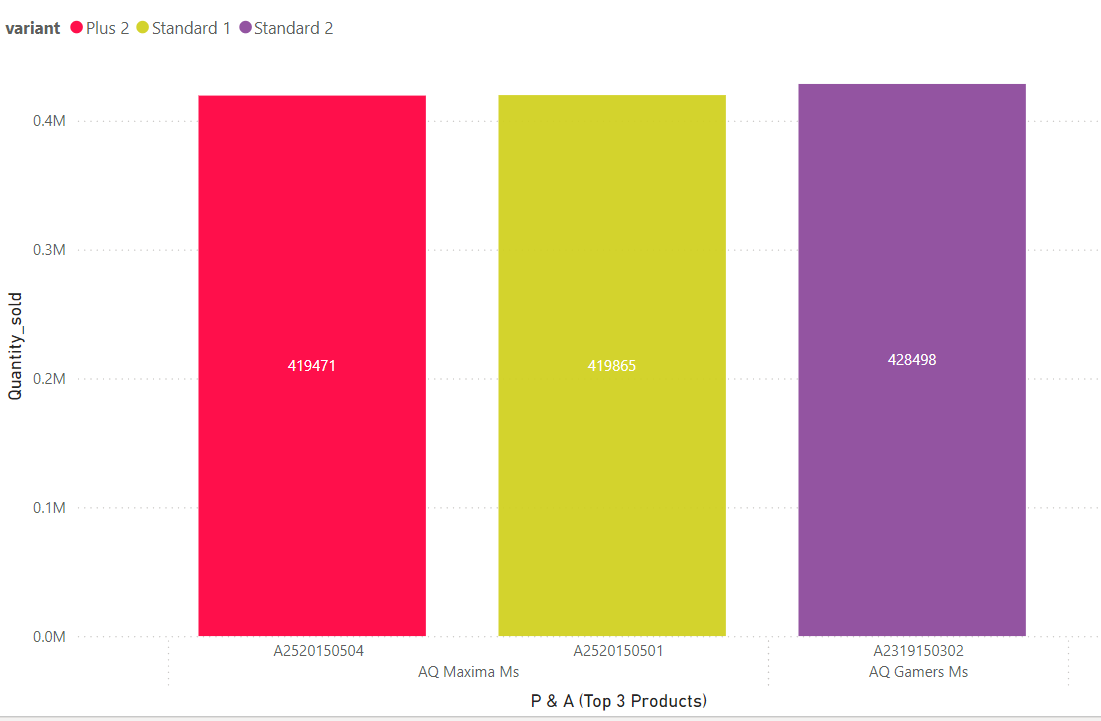 variant Plus 2 Standard 1 Standard 2
0.4M
0.3M
0.2M
0.1M
0.0M
Quantity_sold
419471 419865 428498
A2520150504 A2520150501 A2319150302
AQ Maxima Ms AQ Gamers Ms
P & A (Top 3 Products)